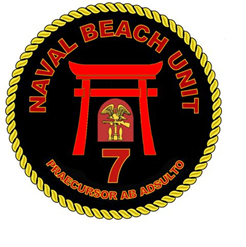 NAVAL BEACH UNIT
7
PRAECURSOR AB ADSULTO